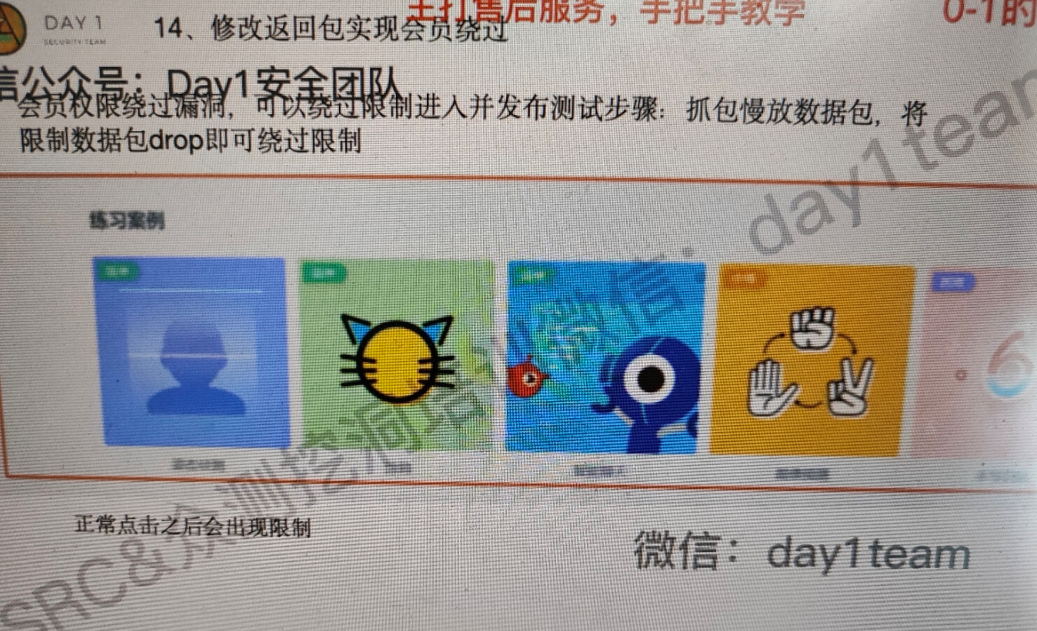 主打售后服务，手把手教学
0-1的
DAY 1
SECURITY TEAM
14、修改返回包实现会员绕过
信公众号：Day1安全团队
会员权限绕过漏洞，可以绕过限制进入并发布测试步骤：抓包慢放数据包，将
限制数据包drop即可绕过限制
day1team
练习案例
微信：
SRC&众测挖洞培训
正常点击之后会出现限制
微信：day1team